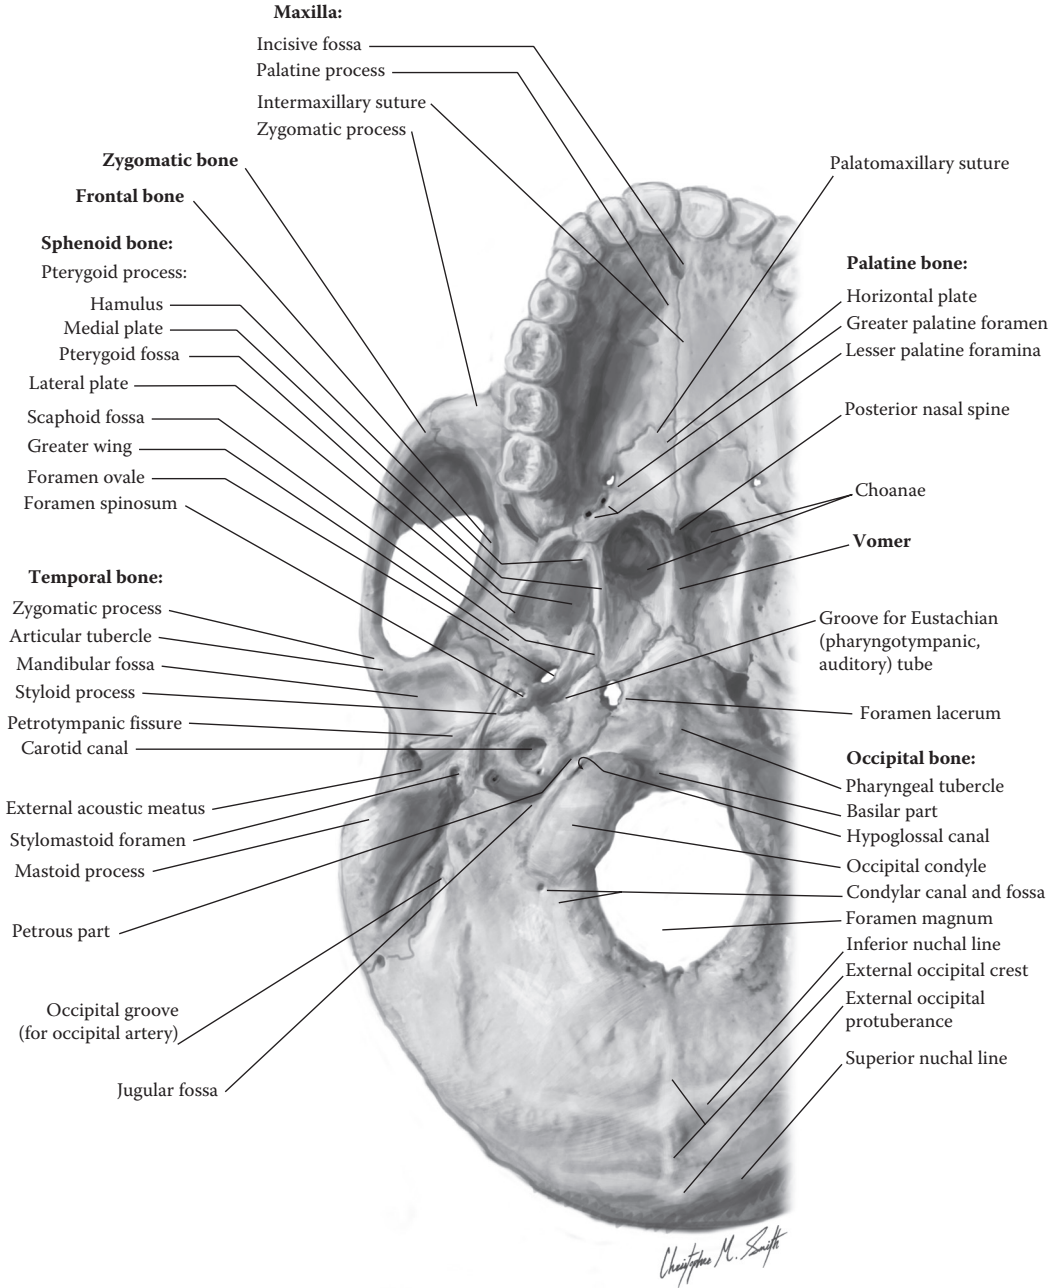 Maxilla:
Incisive fossa
Palatine process
Intermaxillary suture
Zygomatic process
Zygomatic bone
Frontal bone
Sphenoid bone:
Pterygoid process:
Hamulus
Medial plate
Pterygoid fossa
Lateral plate
Scaphoid fossa
Greater wing
Foramen ovale
Foramen spinosum
Temporal bone:
Zygomatic process
Articular tubercle
Mandibular fossa
Styloid process
Petrotympanic fissure
Carotid canal
External acoustic meatus
Stylomastoid foramen
Mastoid process
Petrous part
Occipital groove
(for occipital artery)
Jugular fossa
Palatomaxillary suture
Palatine bone:
Horizontal plate
Greater palatine foramen
Lesser palatine foramina
Posterior nasal spine
Choanae
Vomer
Groove for Eustachian
(pharyngotympanic,
auditory) tube
Foramen lacerum
Occipital bone:
Pharyngeal tubercle
Basilar part
Hypoglossal canal
Occipital condyle
Condylar canal and fossa
Foramen magnum
Inferior nuchal line
External occipital crest
External occipital
protuberance
Superior nuchal line
Christopher M. Smith